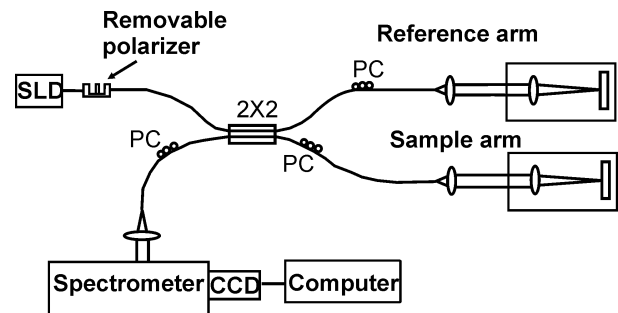 Removable
polarizer
Reference arm
SLD
PC
2X2
PC
PC
Sample arm
Spectrometer
CCD
Computer